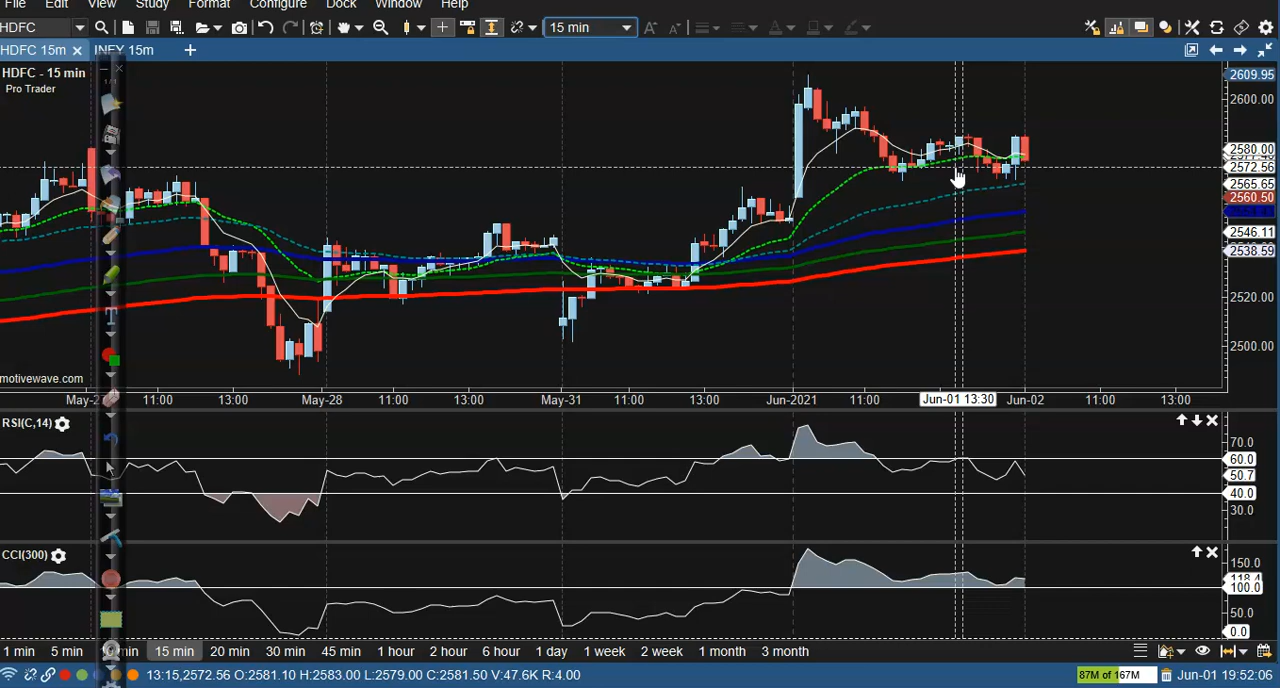 File Edit View Study Format Configure Dock Window Help
HDFC 15 min
HDFC 15m INFY 15m
HDFC - 15 min
Pro Trader
2609.95
2600.00
2580.00
2572.56
2565.65
2560.50
2546.11
2538.59
2520.00
2500.00
motivewave.com
11:00 13:00 May-28 11:00 13:00 May-31 11:00 13:00 Jun-2021 11:00 Jun-01 13:30 Jun-02 11:00 13:00
RSI(C,14)
70.0
60.0
50.7
40.0
30.0
CCI(300)
150.0
118.4
100.0
50.0
0.0
1 min 5 min 15 min 20 min 30 min 45 min 1 hour 2 hour 6 hour 1 day 1 week 2 week 1 month 3 month
13:15,2572.56 O:2581.10 H:2583.00 L:2579.00 C:2581.50 V:47.6K R:4.00 87M of 167M Jun-01 19:52:06